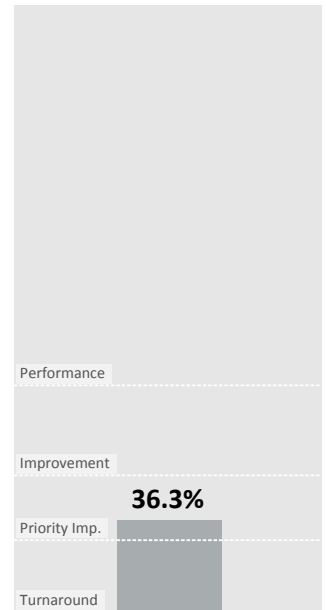 Performance
Improvement
36.3%
Priority Imp.
Turnaround